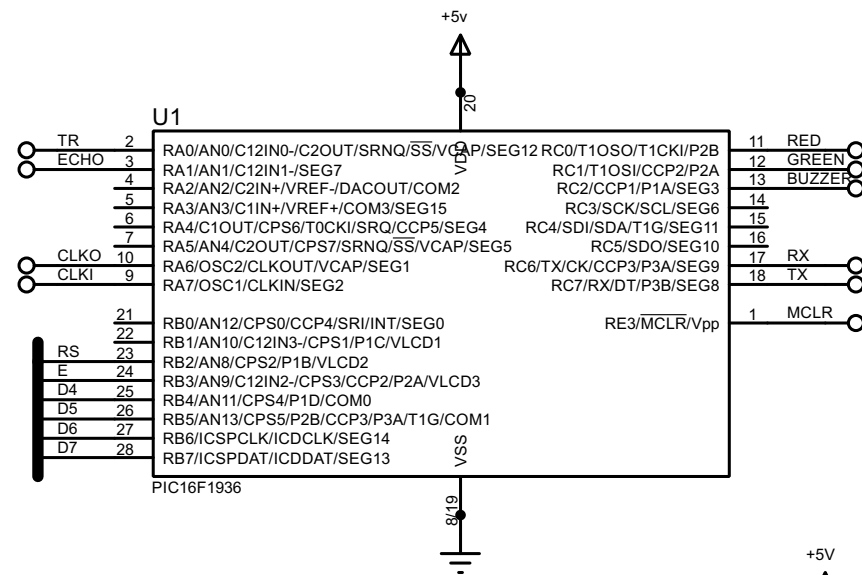 +5v
20
U1
VDD
TR 2 RA0/AN0/C12IN0-/C2OUT/SRNQ/SS/VCAP/SEG12 RC0/T1OSO/T1CKI/P2B 11 RED
ECHO 3 RA1/AN1/C12IN1-/SEG7 RC1/T1OSI/CCP2/P2A 12 GREEN
4 RA2/AN2/C2IN+/VREF-/DACOUT/COM2 RC2/CCP1/P1A/SEG3 13 BUZZER
5 RA3/AN3/C1IN+/VREF+/COM3/SEG15 RC3/SCK/SCL/SEG6 14
6 RA4/C1OUT/CPS6/T0CKI/SRQ/CCP5/SEG4 RC4/SDI/SDA/T1G/SEG11 15
7 RA5/AN4/C2OUT/CPS7/SRNQ/SS/VCAP/SEG5 RC5/SDO/SEG10 16
CLKO 10 RA6/OSC2/CLKOUT/VCAP/SEG1 RC6/TX/CK/CCP3/P3A/SEG9 17 RX
CLKI 9 RA7/OSC1/CLKIN/SEG2 RC7/RX/DT/P3B/SEG8 18 TX
21 RB0/AN12/CPS0/CCP4/SRI/INT/SEG0 RE3/MCLR/Vpp 1 MCLR
22 RB1/AN10/C12IN3-/CPS1/P1C/VLCD1
RS 23 RB2/AN8/CPS2/P1B/VLCD2
E 24 RB3/AN9/C12IN2-/CPS3/CCP2/P2A/VLCD3
D4 25 RB4/AN11/CPS4/P1D/COM0
D5 26 RB5/AN13/CPS5/P2B/CCP3/P3A/T1G/COM1
D6 27 RB6/ICSPCLK/ICDCLK/SEG14
D7 28 RB7/ICSPDAT/ICDDAT/SEG13
VSS
PIC16F1936
8/19
+5V